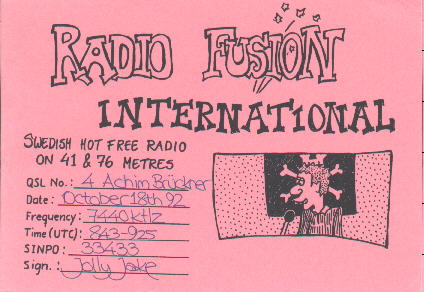 RADIO FUSION
INTERNATIONAL
SWEDISH HOT FREE RADIO
ON 41 & 76 METRES
QSL No.: 4 Achim Brückner
Date: October 18th 92
Frequency: 7440 kHz
Time (UTC): 843-925
SINPO: 33433
Sign.: Jolly Jake